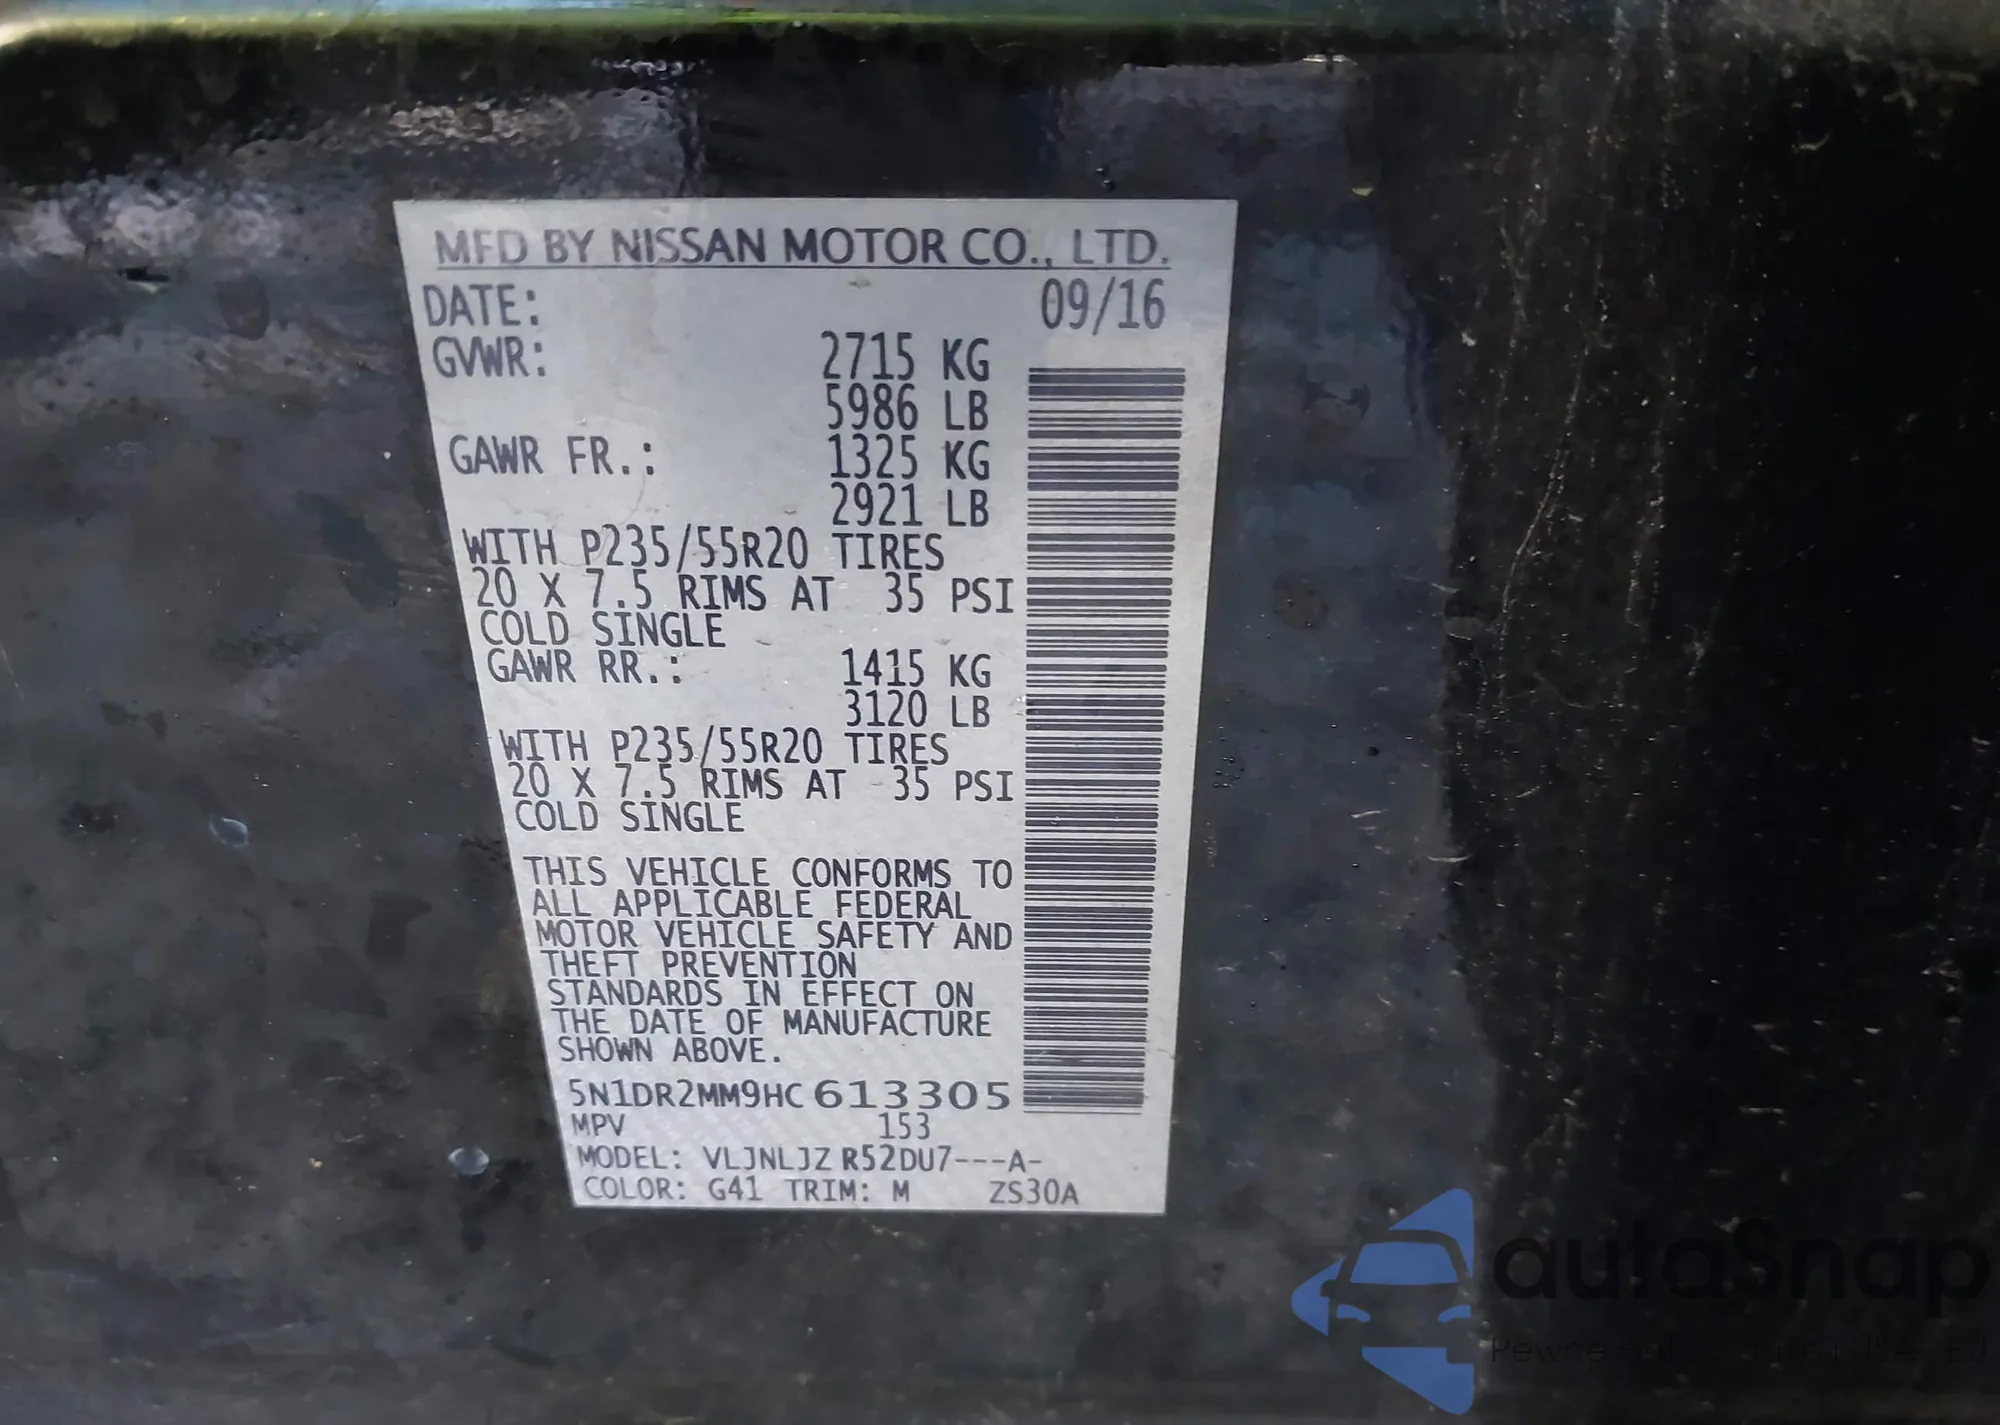 MFD BY NISSAN MOTOR CO., LTD.
DATE: 09/16
GVWR: 2715 KG
5986 LB
GAWR FR.: 1325 KG
2921 LB
WITH P235/55R20 TIRES
20 X 7.5 RIMS AT 35 PSI
COLD SINGLE
GAWR RR.: 1415 KG
3120 LB
WITH P235/55R20 TIRES
20 X 7.5 RIMS AT 35 PSI
COLD SINGLE
THIS VEHICLE CONFORMS TO
ALL APPLICABLE FEDERAL
MOTOR VEHICLE SAFETY AND
THEFT PREVENTION
STANDARDS IN EFFECT ON
THE DATE OF MANUFACTURE
SHOWN ABOVE.
5N1DR2MM9HC613305
MPV 153
MODEL: VLJNLJZ R52DU7---A-
COLOR: G41 TRIM: M ZS30A
autoSnap